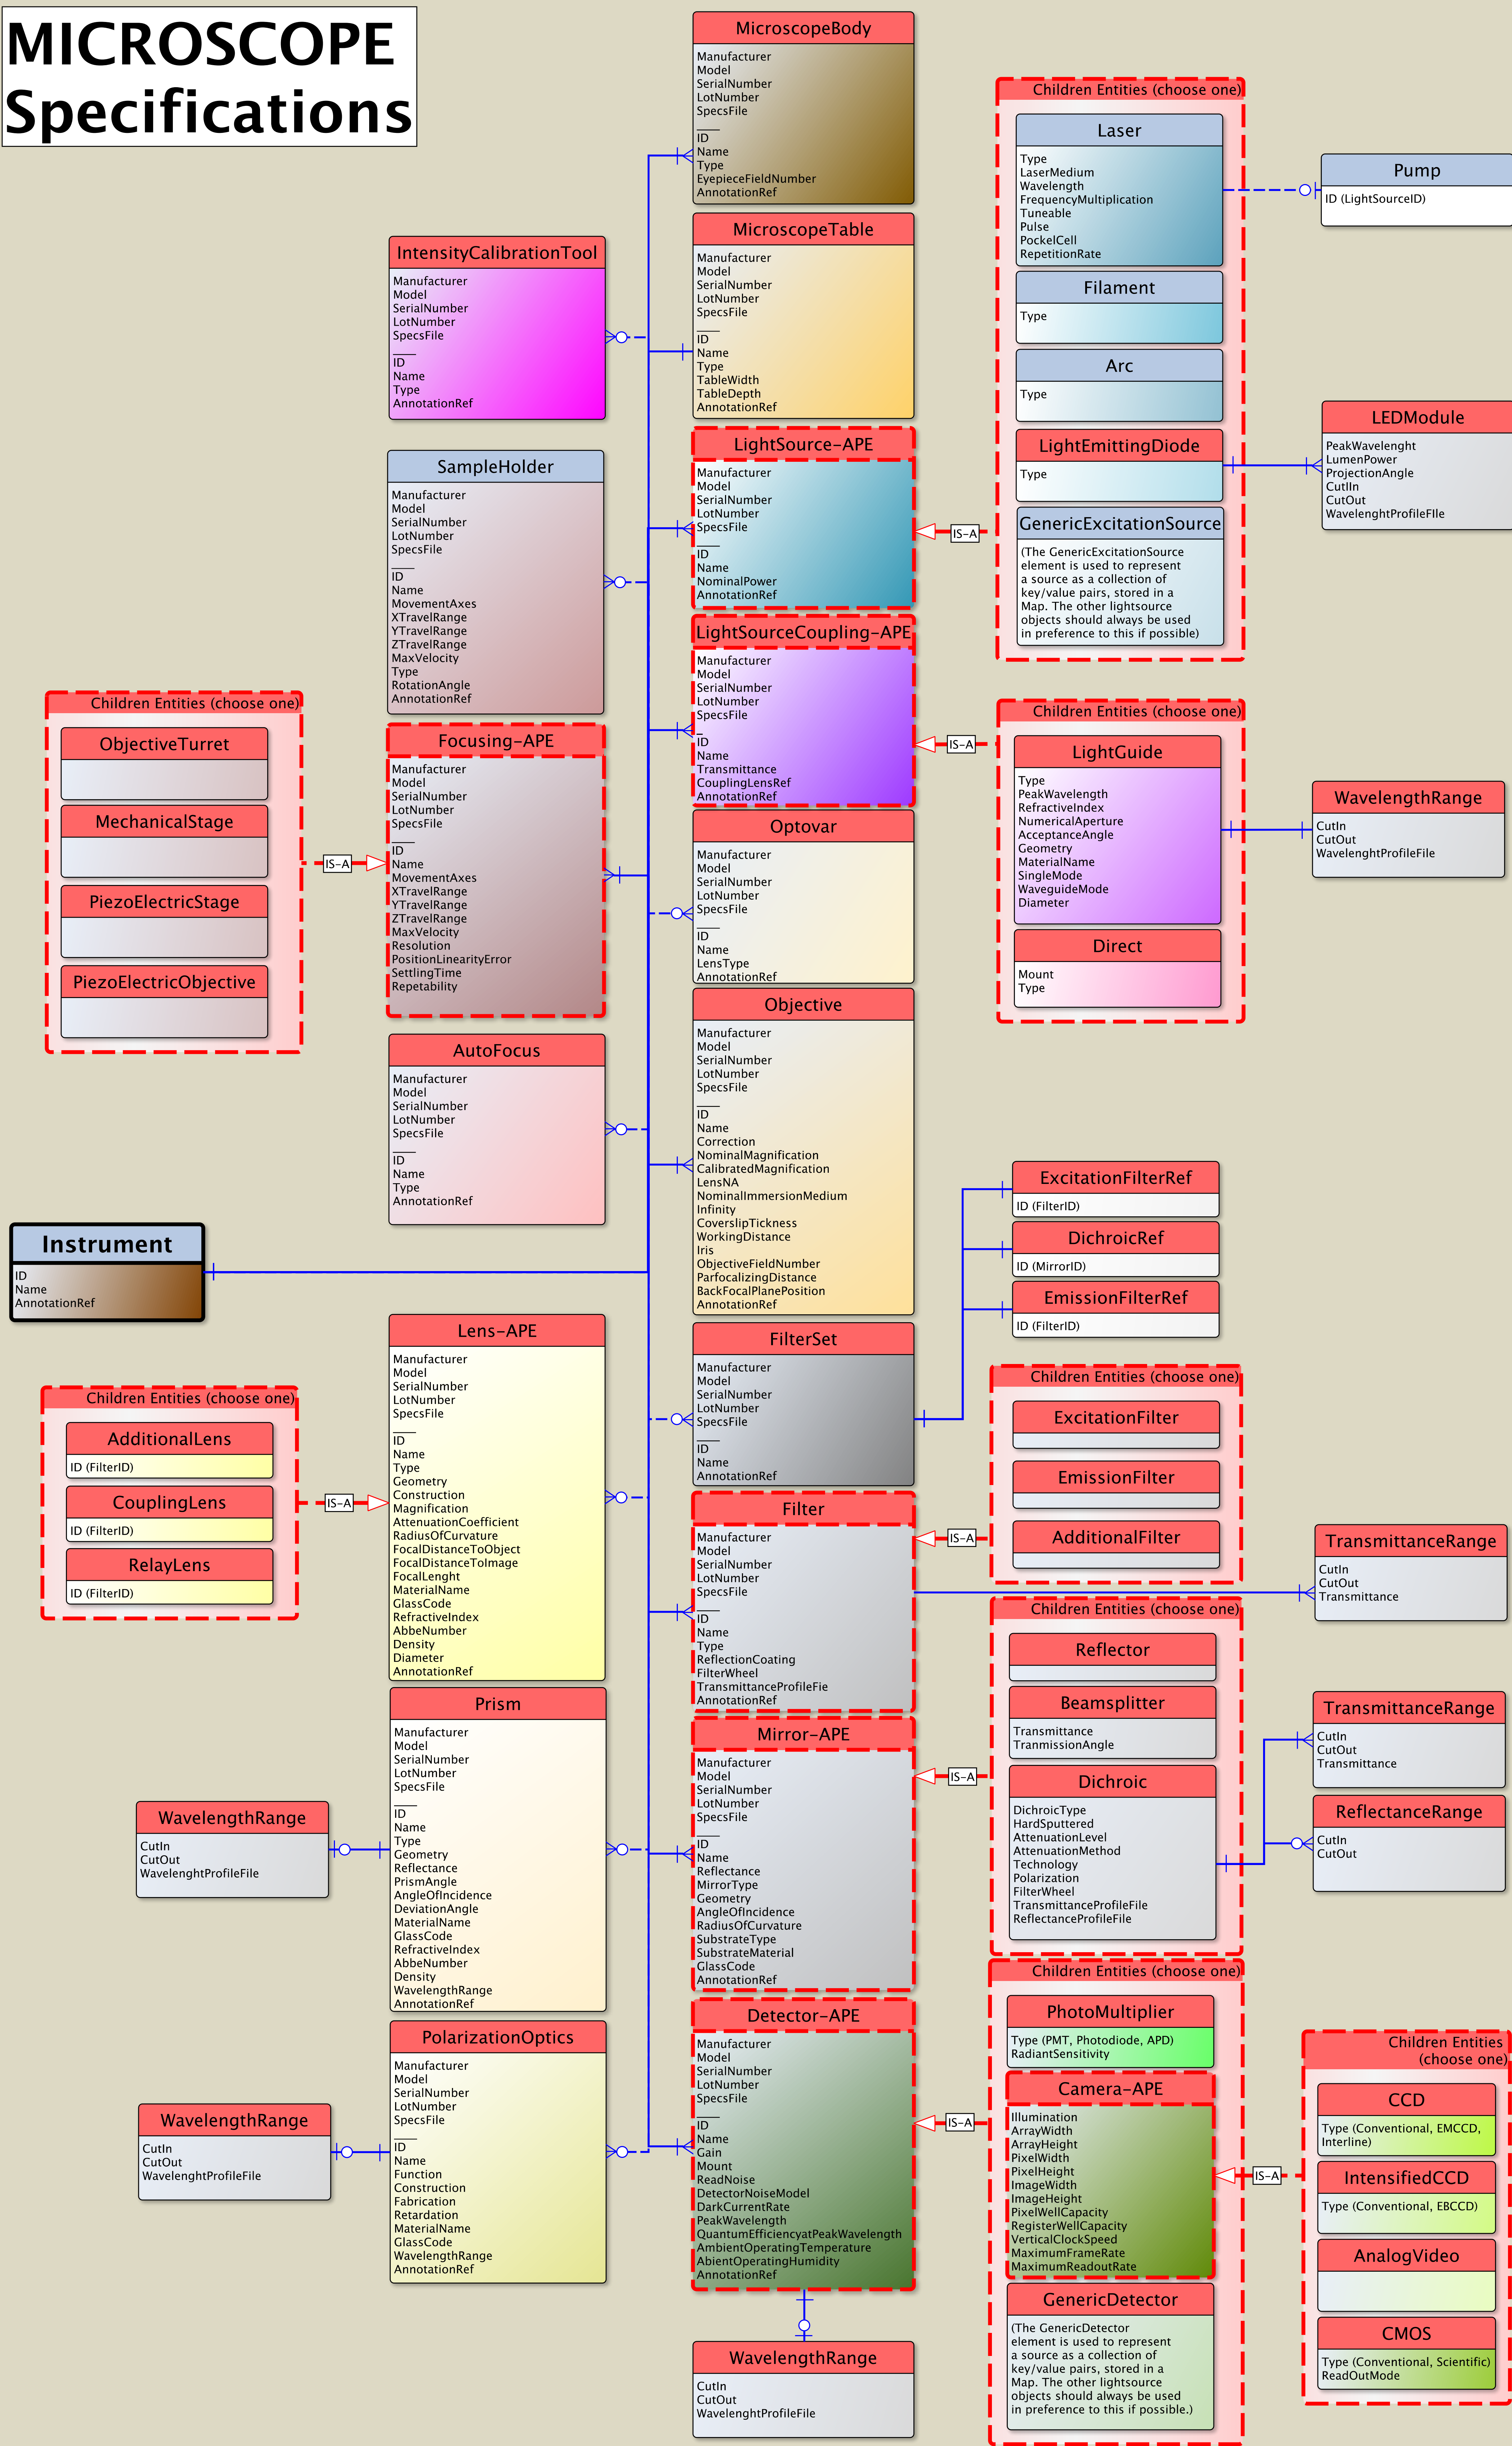 MICROSCOPE
Specifications
MicroscopeBody
Manufacturer
Model
SerialNumber
LotNumber
SpecsFile
ID
Name
Type
EyepieceFieldNumber
AnnotationRef
MicroscopeTable
Manufacturer
Model
SerialNumber
LotNumber
SpecsFile
ID
Name
Type
TableWidth
TableDepth
AnnotationRef
LightSource-APE
Manufacturer
Model
SerialNumber
LotNumber
SpecsFile
ID
Name
NominalPower
AnnotationRef
LightSourceCoupling-APE
Manufacturer
Model
SerialNumber
LotNumber
SpecsFile
ID
Name
Transmittance
CouplingLensRef
AnnotationRef
Optovar
Manufacturer
Model
SerialNumber
LotNumber
SpecsFile
ID
Name
LensType
AnnotationRef
Objective
Manufacturer
Model
SerialNumber
LotNumber
SpecsFile
ID
Name
Correction
NominalMagnification
CalibratedMagnification
LensNA
NominalImmersionMedium
Infinity
CoverslipTickness
WorkingDistance
Iris
ObjectiveFieldNumber
ParfocalizingDistance
BackFocalPlanePosition
AnnotationRef
FilterSet
Manufacturer
Model
SerialNumber
LotNumber
SpecsFile
ID
Name
AnnotationRef
Filter
Manufacturer
Model
SerialNumber
LotNumber
SpecsFile
ID
Name
Type
ReflectionCoating
FilterWheel
TransmittanceProfileFie
AnnotationRef
Mirror-APE
Manufacturer
Model
SerialNumber
LotNumber
SpecsFile
ID
Name
Reflectance
MirrorType
Geometry
AngleOfIncidence
RadiusOfCurvature
SubstrateType
SubstrateMaterial
GlassCode
AnnotationRef
Detector-APE
Manufacturer
Model
SerialNumber
LotNumber
SpecsFile
ID
Name
Gain
Mount
ReadNoise
DetectorNoiseModel
DarkCurrentRate
PeakWavelength
QuantumEfficiencyatPeakWavelength
AmbientOperatingTemperature
AbientOperatingHumidity
AnnotationRef
WavelengthRange
CutIn
CutOut
WavelenghtProfileFile
IntensityCalibrationTool
Manufacturer
Model
SerialNumber
LotNumber
SpecsFile
ID
Name
Type
AnnotationRef
SampleHolder
Manufacturer
Model
SerialNumber
LotNumber
SpecsFile
ID
Name
MovementAxes
XTravelRange
YTravelRange
ZTravelRange
MaxVelocity
Type
RotationAngle
AnnotationRef
Children Entities (choose one)
ObjectiveTurret
MechanicalStage
PiezoElectricStage
PiezoElectricObjective
IS-A
Focusing-APE
Manufacturer
Model
SerialNumber
LotNumber
SpecsFile
ID
Name
MovementAxes
XTravelRange
YTravelRange
ZTravelRange
MaxVelocity
Resolution
PositionLinearityError
SettlingTime
Repetability
AutoFocus
Manufacturer
Model
SerialNumber
LotNumber
SpecsFile
ID
Name
Type
AnnotationRef
Instrument
ID
Name
AnnotationRef
Children Entities (choose one)
AdditionalLens
ID (FilterID)
CouplingLens
ID (FilterID)
RelayLens
ID (FilterID)
IS-A
Lens-APE
Manufacturer
Model
SerialNumber
LotNumber
SpecsFile
ID
Name
Type
Geometry
Construction
Magnification
AttenuationCoefficient
RadiusOfCurvature
FocalDistanceToObject
FocalDistanceToImage
FocalLenght
MaterialName
GlassCode
RefractiveIndex
AbbeNumber
Density
Diameter
AnnotationRef
WavelengthRange
CutIn
CutOut
WavelenghtProfileFile
Prism
Manufacturer
Model
SerialNumber
LotNumber
SpecsFile
ID
Name
Type
Geometry
Reflectance
PrismAngle
AngleOfIncidence
DeviationAngle
MaterialName
GlassCode
RefractiveIndex
AbbeNumber
Density
WavelengthRange
AnnotationRef
WavelengthRange
CutIn
CutOut
WavelenghtProfileFile
PolarizationOptics
Manufacturer
Model
SerialNumber
LotNumber
SpecsFile
ID
Name
Function
Construction
Fabrication
Retardation
MaterialName
GlassCode
WavelengthRange
AnnotationRef
Children Entities (choose one)
Laser
Type
LaserMedium
Wavelength
FrequencyMultiplication
Tuneable
Pulse
PockelCell
RepetitionRate
Filament
Type
Arc
Type
LightEmittingDiode
Type
GenericExcitationSource
(The GenericExcitationSource
element is used to represent
a source as a collection of
key/value pairs, stored in a
Map. The other lightsource
objects should always be used
in preference to this if possible)
IS-A
Pump
ID (LightSourceID)
LEDModule
PeakWavelenght
LumenPower
ProjectionAngle
CutIIn
CutOut
WavelenghtProfileFIle
Children Entities (choose one)
LightGuide
Type
PeakWavelength
RefractiveIndex
NumericalAperture
AcceptanceAngle
Geometry
MaterialName
SingleMode
WaveguideMode
Diameter
Direct
Mount
Type
IS-A
WavelengthRange
CutIn
CutOut
WavelenghtProfileFile
ExcitationFilterRef
ID (FilterID)
DichroicRef
ID (MirrorID)
EmissionFilterRef
ID (FilterID)
Children Entities (choose one)
ExcitationFilter
EmissionFilter
AdditionalFilter
IS-A
TransmittanceRange
CutIn
CutOut
Transmittance
Children Entities (choose one)
Reflector
Beamsplitter
Transmittance
TranmissionAngle
Dichroic
DichroicType
HardSputtered
AttenuationLevel
AttenuationMethod
Technology
Polarization
FilterWheel
TransmittanceProfileFile
ReflectanceProfileFile
IS-A
TransmittanceRange
CutIn
CutOut
Transmittance
ReflectanceRange
CutIn
CutOut
Children Entities (choose one)
PhotoMultiplier
Type (PMT, Photodiode, APD)
RadiantSensitivity
Camera-APE
Illumination
ArrayWidth
ArrayHeight
PixelWidth
PixelHeight
ImageWidth
ImageHeight
PixelWellCapacity
RegisterWellCapacity
VerticalClockSpeed
MaximumFrameRate
MaximumReadoutRate
GenericDetector
(The GenericDetector
element is used to represent
a source as a collection of
key/value pairs, stored in a
Map. The other lightsource
objects should always be used
in preference to this if possible.)
IS-A
IS-A
Children Entities
(choose one)
CCD
Type (Conventional, EMCCD,
Interline)
IntensifiedCCD
Type (Conventional, EBCCD)
AnalogVideo
CMOS
Type (Conventional, Scientific)
ReadOutMode